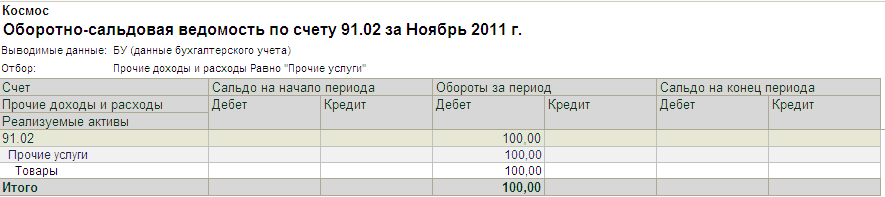 Космос
Оборотно-сальдовая ведомость по счету 91.02 за Ноябрь 2011 г.
Выводимые данные: БУ (данные бухгалтерского учета)
Отбор: Прочие доходы и расходы Равно "Прочие услуги"
Счет Сальдо на начало периода Обороты за период Сальдо на конец периода
Прочие доходы и расходы Дебет Кредит Дебет Кредит Дебет Кредит
Реализуемые активы
91.02 100,00
Прочие услуги 100,00
Товары 100,00
Итого 100,00